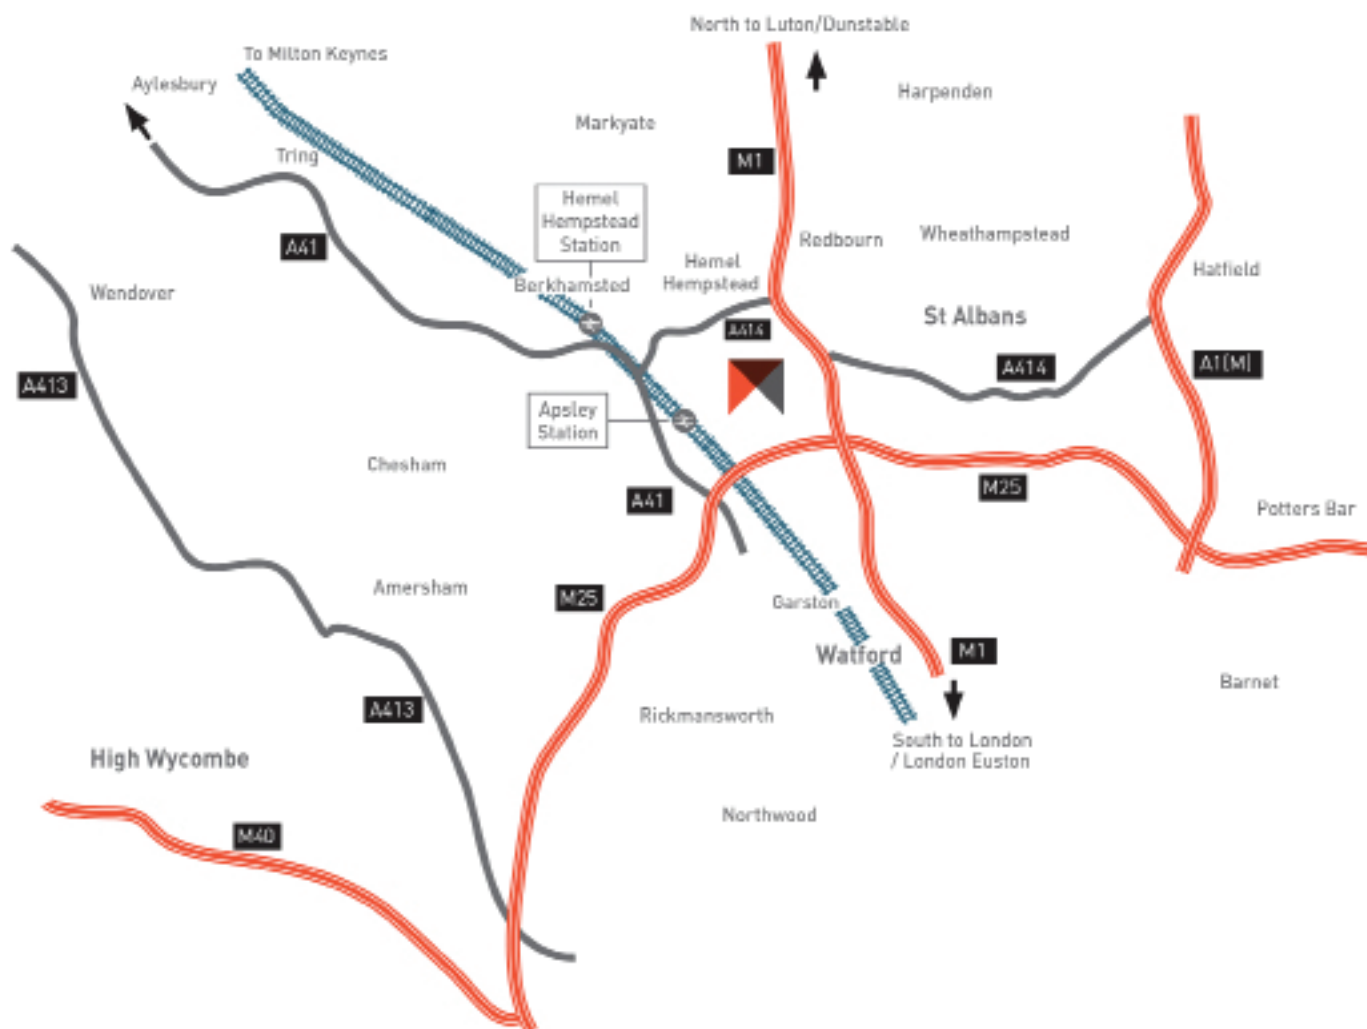 North to Luton/Dunstable
To Milton Keynes
Aylesbury
Harpenden
Markyate
Tring
M1
Hemel
Hempstead
Station
A41
Redbourn
Wheathampstead
Hemel
Hempstead
Hatfield
Wendover
Berkhamsted
St Albans
A414
A413
A414
A1(M)
Apsley
Station
Chesham
A41
M25
Potters Bar
Amersham
M25
Garston
Watford
M1
Barnet
A413
Rickmansworth
South to London
/ London Euston
High Wycombe
Northwood
M40